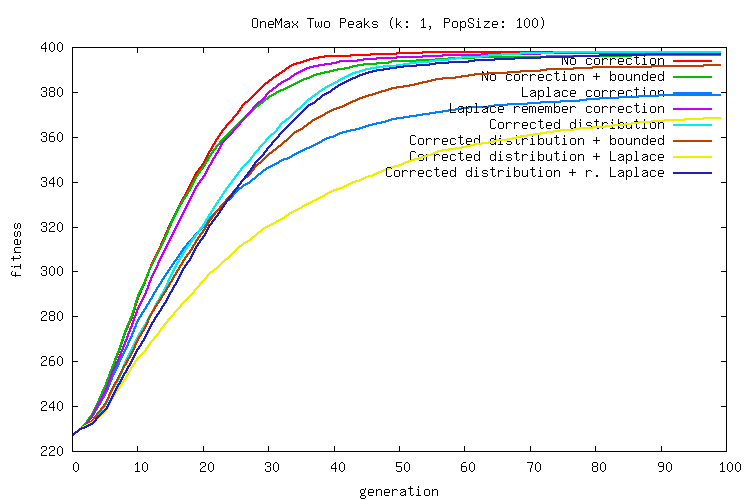 OneMax Two Peaks (k: 1, PopSize: 100)
400
380
360
340
320
300
280
260
240
220
fitness
No correction
No correction + bounded
Laplace correction
Laplace remember correction
Corrected distribution
Corrected distribution + bounded
Corrected distribution + Laplace
Corrected distribution + r. Laplace
0 10 20 30 40 50 60 70 80 90 100
generation